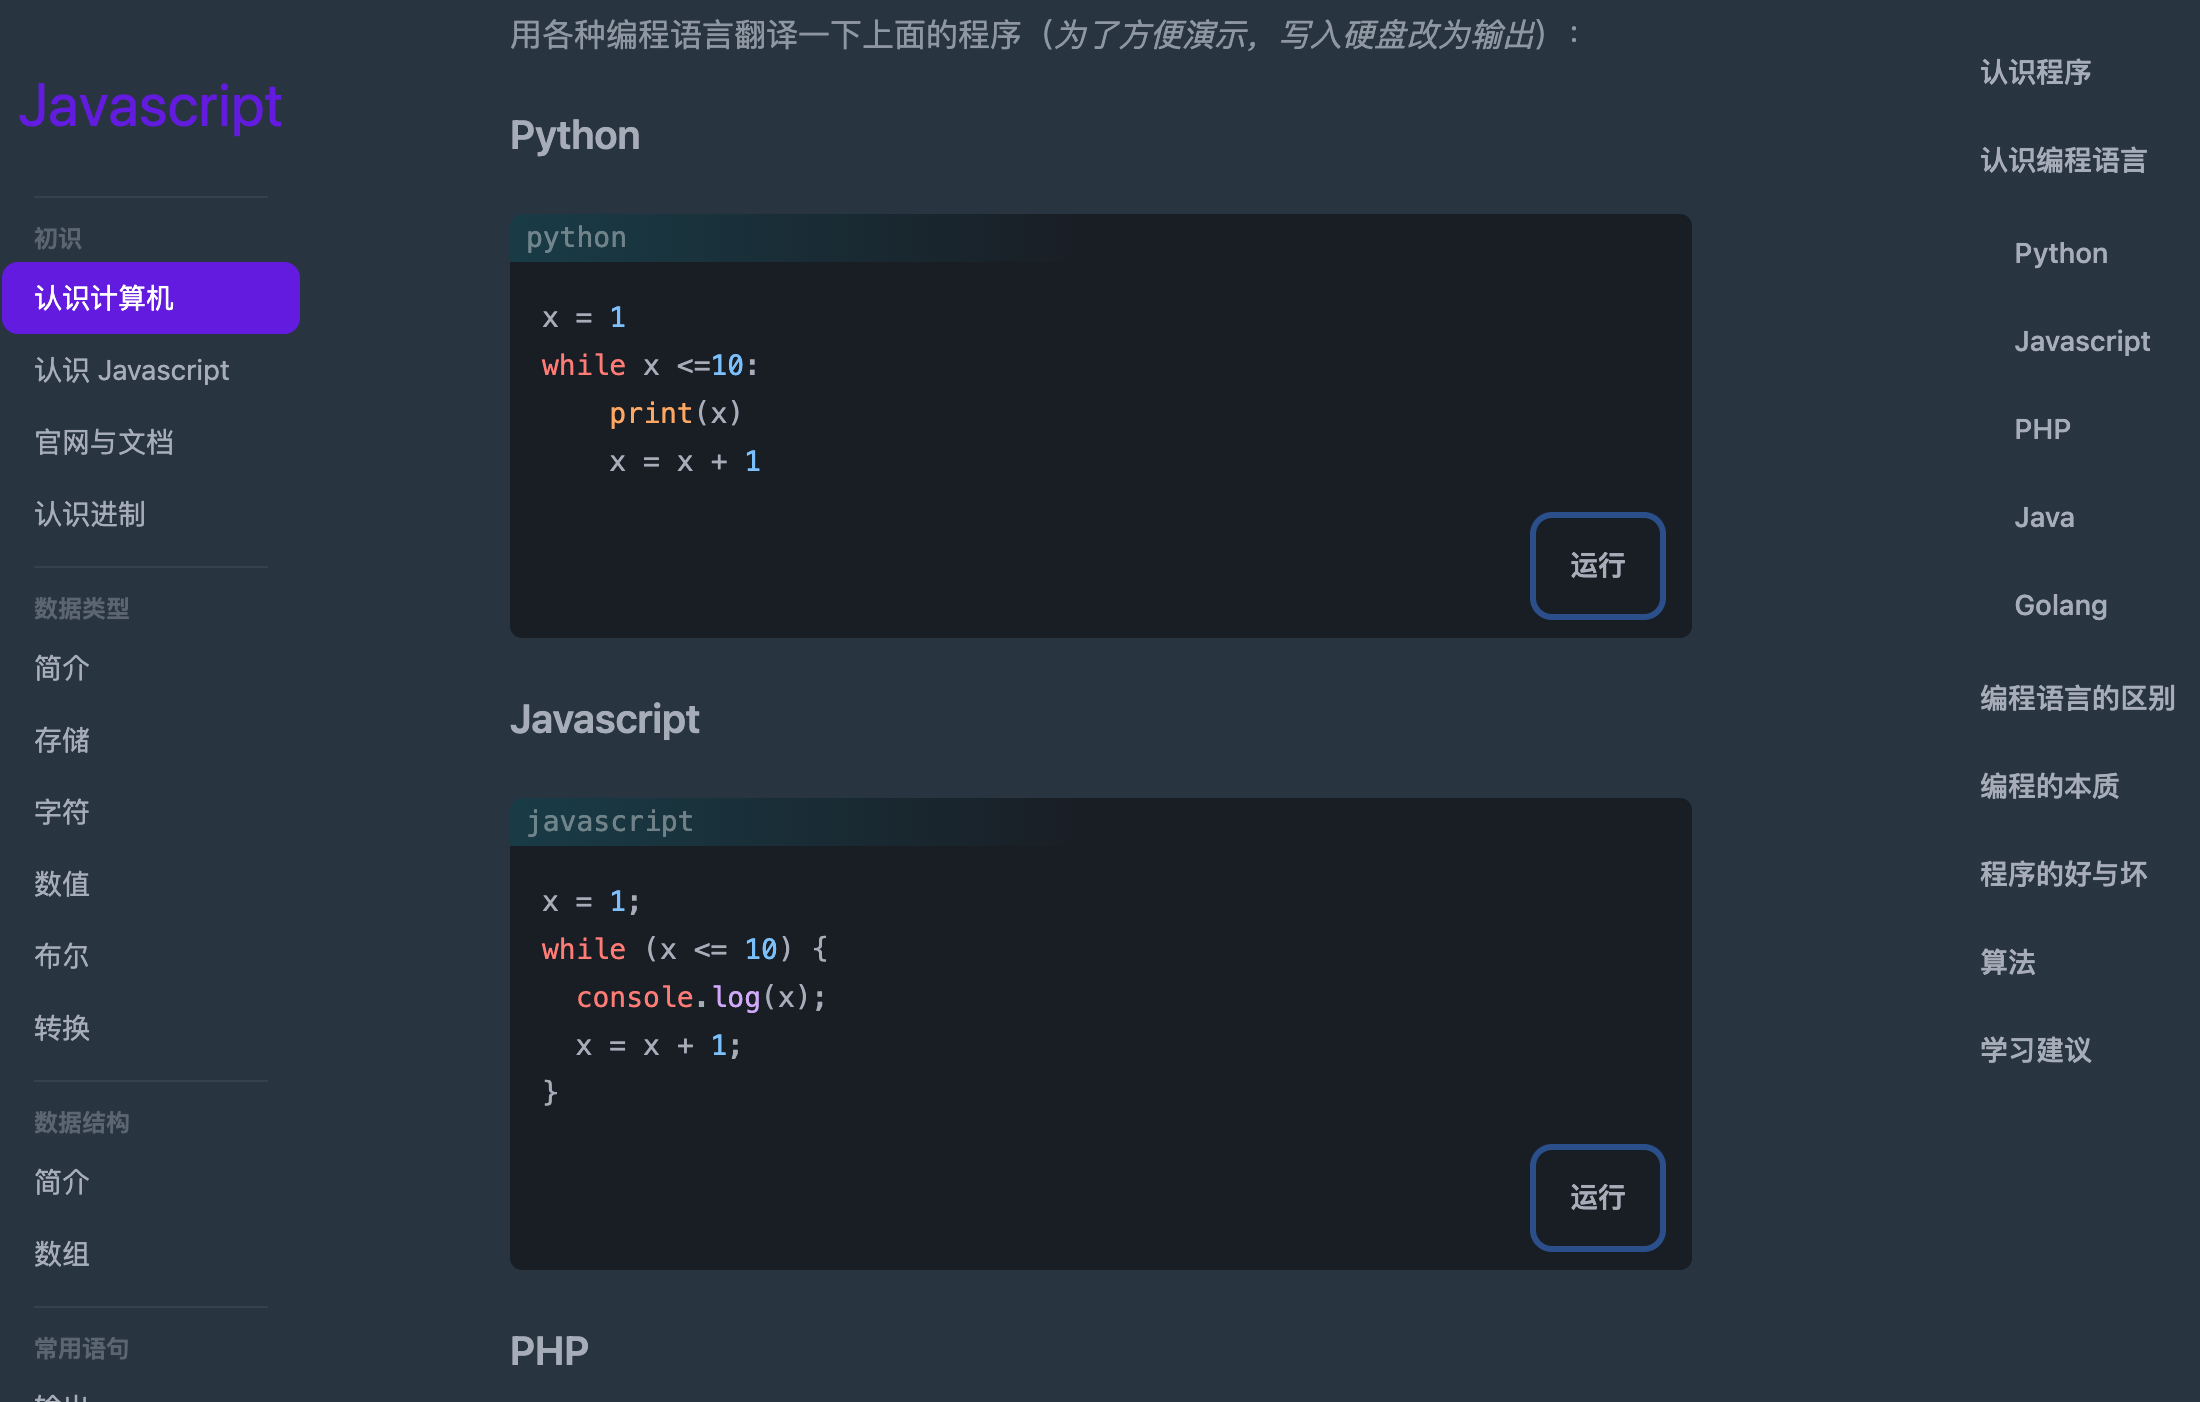 Javascript
初识
认识计算机
认识 Javascript
官网与文档
认识进制
数据类型
简介
存储
字符
数值
布尔
转换
数据结构
简介
数组
常用语句
输出
用各种编程语言翻译一下上面的程序（为了方便演示，写入硬盘改为输出）：
Python
python
x = 1
while x <=10:
    print(x)
    x = x + 1
运行
Javascript
javascript
x = 1;
while (x <= 10) {
  console.log(x);
  x = x + 1;
}
运行
PHP
认识程序
认识编程语言
Python
Javascript
PHP
Java
Golang
编程语言的区别
编程的本质
程序的好与坏
算法
学习建议